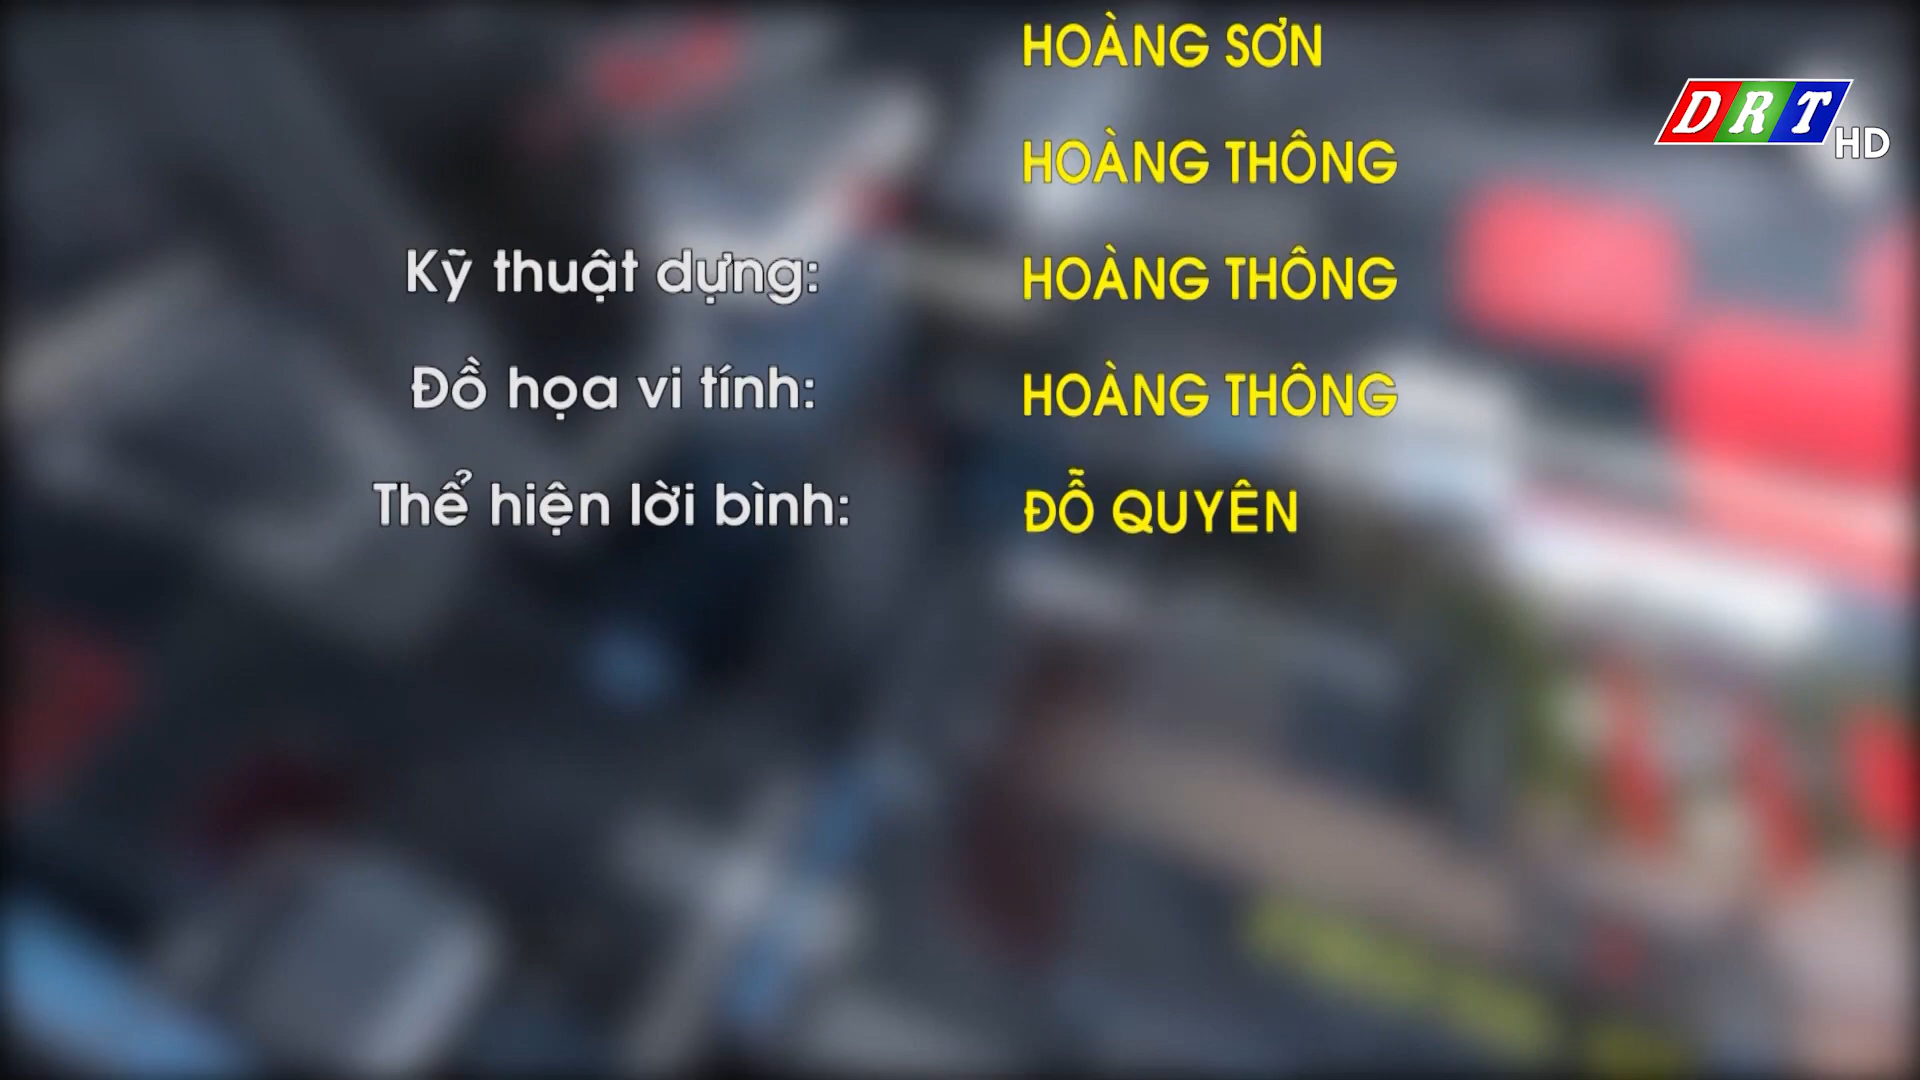 HOÀNG SƠN
DRT HD
HOÀNG THÔNG
Kỹ thuật dựng: HOÀNG THÔNG
Đồ họa vi tính: HOÀNG THÔNG
Thể hiện lời bình: ĐỖ QUYÊN